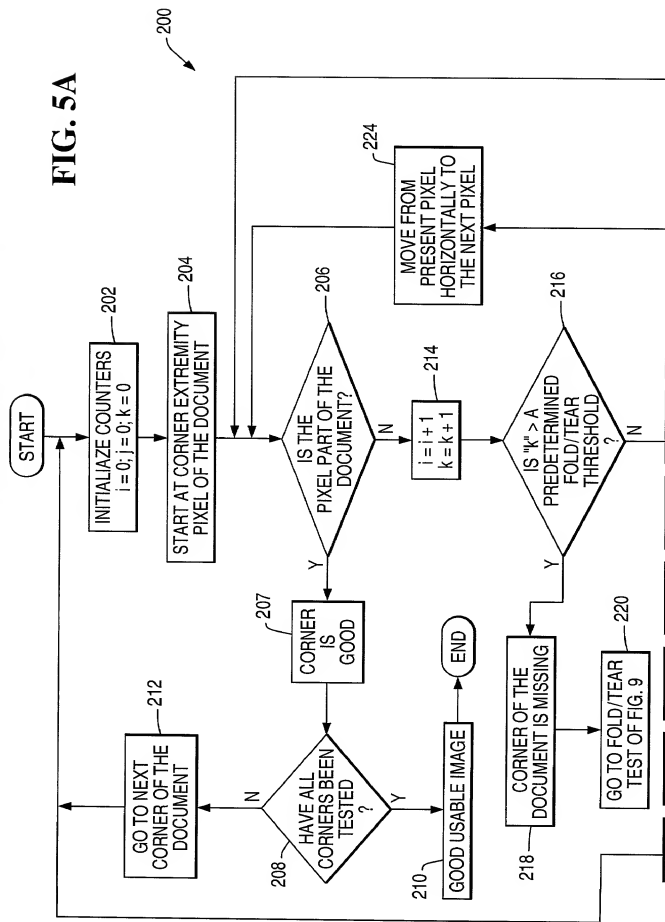 FIG. 5A
200
START
INITIALIAZE COUNTERS
i = 0; j = 0; k = 0
202
START AT CORNER EXTREMITY
PIXEL OF THE DOCUMENT
204
IS THE
PIXEL PART OF THE
DOCUMENT?
206
Y
N
CORNER
IS
GOOD
207
HAVE ALL
CORNERS BEEN
TESTED
?
208
N
Y
GO TO NEXT
CORNER OF THE
DOCUMENT
212
GOOD USABLE IMAGE
210
END
i = i + 1
k = k + 1
214
IS "k" > A
PREDETERMINED
FOLD/TEAR
THRESHOLD
?
216
Y
N
CORNER OF THE
DOCUMENT IS MISSING
218
GO TO FOLD/TEAR
TEST OF FIG. 9
220
MOVE FROM
PRESENT PIXEL
HORIZONTALLY TO
THE NEXT PIXEL
224